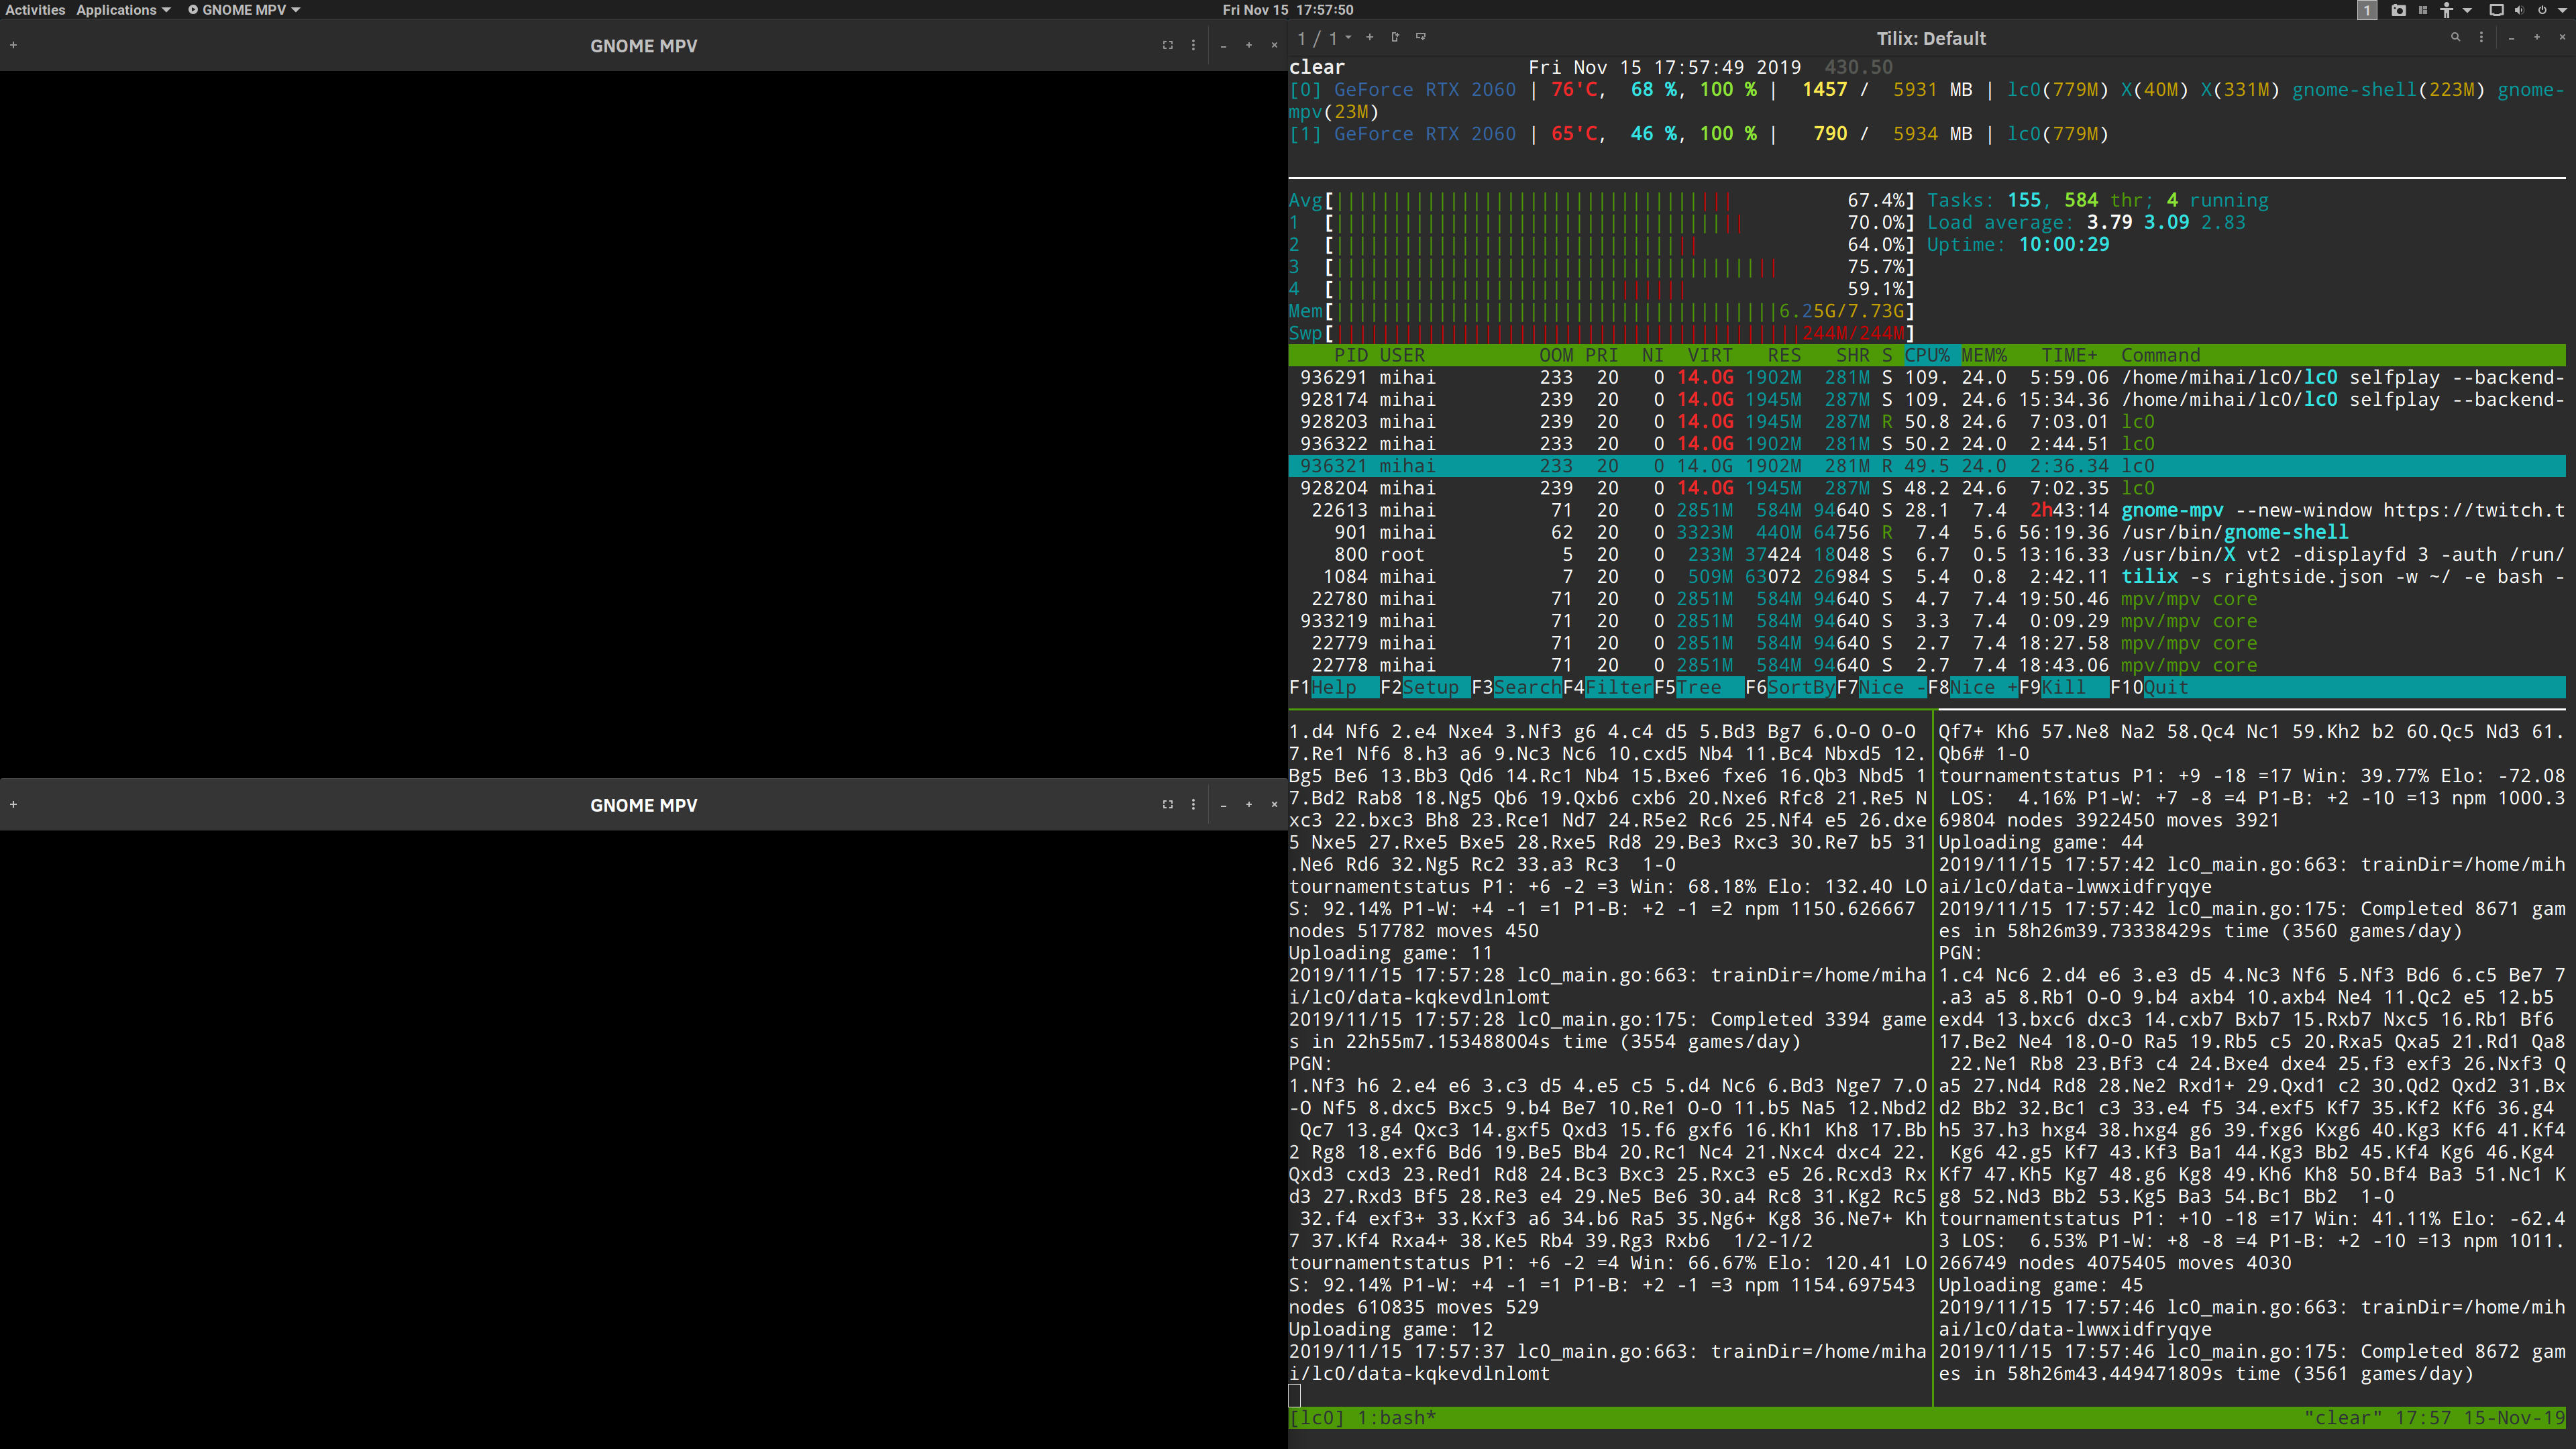 Activities Applications GNOME MPV Fri Nov 15 17:57:50 1
GNOME MPV
GNOME MPV
1 / 1 Tilix: Default
clear Fri Nov 15 17:57:49 2019 430.50
[0] GeForce RTX 2060 | 76'C, 68 %, 100 % | 1457 / 5931 MB | lc0(779M) X(40M) X(331M) gnome-shell(223M) gnome-
mpv(23M)
[1] GeForce RTX 2060 | 65'C, 46 %, 100 % | 790 / 5934 MB | lc0(779M)
Avg[ 67.4%] Tasks: 155, 584 thr; 4 running
1 [ 70.0%] Load average: 3.79 3.09 2.83
2 [ 64.0%] Uptime: 10:00:29
3 [ 75.7%]
4 [ 59.1%]
Mem[ 6.25G/7.73G]
Swp[ 244M/244M]
PID USER OOM PRI NI VIRT RES SHR S CPU% MEM% TIME+ Command
936291 mihai 233 20 0 14.0G 1902M 281M S 109. 24.0 5:59.06 /home/mihai/lc0/lc0 selfplay --backend-
928174 mihai 239 20 0 14.0G 1945M 287M S 109. 24.6 15:34.36 /home/mihai/lc0/lc0 selfplay --backend-
928203 mihai 239 20 0 14.0G 1945M 287M R 50.8 24.6 7:03.01 lc0
936322 mihai 233 20 0 14.0G 1902M 281M S 50.2 24.0 2:44.51 lc0
936321 mihai 233 20 0 14.0G 1902M 281M R 49.5 24.0 2:36.34 lc0
928204 mihai 239 20 0 14.0G 1945M 287M S 48.2 24.6 7:02.35 lc0
22613 mihai 71 20 0 2851M 584M 94640 S 28.1 7.4 2h43:14 gnome-mpv --new-window https://twitch.t
901 mihai 62 20 0 3323M 440M 64756 R 7.4 5.6 56:19.36 /usr/bin/gnome-shell
800 root 5 20 0 233M 37424 18048 S 6.7 0.5 13:16.33 /usr/bin/X vt2 -displayfd 3 -auth /run/
1084 mihai 7 20 0 509M 63072 26984 S 5.4 0.8 2:42.11 tilix -s rightside.json -w ~/ -e bash -
22780 mihai 71 20 0 2851M 584M 94640 S 4.7 7.4 19:50.46 mpv/mpv core
933219 mihai 71 20 0 2851M 584M 94640 S 3.3 7.4 0:09.29 mpv/mpv core
22779 mihai 71 20 0 2851M 584M 94640 S 2.7 7.4 18:27.58 mpv/mpv core
22778 mihai 71 20 0 2851M 584M 94640 S 2.7 7.4 18:43.06 mpv/mpv core
F1Help F2Setup F3SearchF4FilterF5Tree F6SortByF7Nice -F8Nice +F9Kill F10Quit
1.d4 Nf6 2.e4 Nxe4 3.Nf3 g6 4.c4 d5 5.Bd3 Bg7 6.O-O O-O
7.Re1 Nf6 8.h3 a6 9.Nc3 Nc6 10.cxd5 Nb4 11.Bc4 Nbxd5 12.
Bg5 Be6 13.Bb3 Qd6 14.Rc1 Nb4 15.Bxe6 fxe6 16.Qb3 Nbd5 1
7.Bd2 Rab8 18.Ng5 Qb6 19.Qxb6 cxb6 20.Nxe6 Rfc8 21.Re5 N
xc3 22.bxc3 Bh8 23.Rce1 Nd7 24.R5e2 Rc6 25.Nf4 e5 26.dxe
5 Nxe5 27.Rxe5 Bxe5 28.Rxe5 Rd8 29.Be3 Rxc3 30.Re7 b5 31
.Ne6 Rd6 32.Ng5 Rc2 33.a3 Rc3 1-0
tournamentstatus P1: +6 -2 =3 Win: 68.18% Elo: 132.40 LO
S: 92.14% P1-W: +4 -1 =1 P1-B: +2 -1 =2 npm 1150.626667
nodes 517782 moves 450
Uploading game: 11
2019/11/15 17:57:28 lc0_main.go:663: trainDir=/home/miha
i/lc0/data-kqkevdlnlomt
2019/11/15 17:57:28 lc0_main.go:175: Completed 3394 game
s in 22h55m7.153488004s time (3554 games/day)
PGN:
1.Nf3 h6 2.e4 e6 3.c3 d5 4.e5 c5 5.d4 Nc6 6.Bd3 Nge7 7.O
-O Nf5 8.dxc5 Bxc5 9.b4 Be7 10.Re1 O-O 11.b5 Na5 12.Nbd2
Qc7 13.g4 Qxc3 14.gxf5 Qxd3 15.f6 gxf6 16.Kh1 Kh8 17.Bb
2 Rg8 18.exf6 Bd6 19.Be5 Bb4 20.Rc1 Nc4 21.Nxc4 dxc4 22.
Qxd3 cxd3 23.Red1 Rd8 24.Bc3 Bxc3 25.Rxc3 e5 26.Rcxd3 Rx
d3 27.Rxd3 Bf5 28.Re3 e4 29.Ne5 Be6 30.a4 Rc8 31.Kg2 Rc5
32.f4 exf3+ 33.Kxf3 a6 34.b6 Ra5 35.Ng6+ Kg8 36.Ne7+ Kh
7 37.Kf4 Rxa4+ 38.Ke5 Rb4 39.Rg3 Rxb6 1/2-1/2
tournamentstatus P1: +6 -2 =4 Win: 66.67% Elo: 120.41 LO
S: 92.14% P1-W: +4 -1 =1 P1-B: +2 -1 =3 npm 1154.697543
nodes 610835 moves 529
Uploading game: 12
2019/11/15 17:57:37 lc0_main.go:663: trainDir=/home/miha
i/lc0/data-kqkevdlnlomt
Qf7+ Kh6 57.Ne8 Na2 58.Qc4 Nc1 59.Kh2 b2 60.Qc5 Nd3 61.
Qb6# 1-0
tournamentstatus P1: +9 -18 =17 Win: 39.77% Elo: -72.08
LOS: 4.16% P1-W: +7 -8 =4 P1-B: +2 -10 =13 npm 1000.3
69804 nodes 3922450 moves 3921
Uploading game: 44
2019/11/15 17:57:42 lc0_main.go:663: trainDir=/home/mih
ai/lc0/data-lwwxidfryqye
2019/11/15 17:57:42 lc0_main.go:175: Completed 8671 gam
es in 58h26m39.73338429s time (3560 games/day)
PGN:
1.c4 Nc6 2.d4 e6 3.e3 d5 4.Nc3 Nf6 5.Nf3 Bd6 6.c5 Be7 7
.a3 a5 8.Rb1 O-O 9.b4 axb4 10.axb4 Ne4 11.Qc2 e5 12.b5
exd4 13.bxc6 dxc3 14.cxb7 Bxb7 15.Rxb7 Nxc5 16.Rb1 Bf6
17.Be2 Ne4 18.O-O Ra5 19.Rb5 c5 20.Rxa5 Qxa5 21.Rd1 Qa8
22.Ne1 Rb8 23.Bf3 c4 24.Bxe4 dxe4 25.f3 exf3 26.Nxf3 Q
a5 27.Nd4 Rd8 28.Ne2 Rxd1+ 29.Qxd1 c2 30.Qd2 Qxd2 31.Bx
d2 Bb2 32.Bc1 c3 33.e4 f5 34.exf5 Kf7 35.Kf2 Kf6 36.g4
h5 37.h3 hxg4 38.hxg4 g6 39.fxg6 Kxg6 40.Kg3 Kf6 41.Kf4
Kg6 42.g5 Kf7 43.Kf3 Ba1 44.Kg3 Bb2 45.Kf4 Kg6 46.Kg4
Kf7 47.Kh5 Kg7 48.g6 Kg8 49.Kh6 Kh8 50.Bf4 Ba3 51.Nc1 K
g8 52.Nd3 Bb2 53.Kg5 Ba3 54.Bc1 Bb2 1-0
tournamentstatus P1: +10 -18 =17 Win: 41.11% Elo: -62.4
3 LOS: 6.53% P1-W: +8 -8 =4 P1-B: +2 -10 =13 npm 1011.
266749 nodes 4075405 moves 4030
Uploading game: 45
2019/11/15 17:57:46 lc0_main.go:663: trainDir=/home/mih
ai/lc0/data-lwwxidfryqye
2019/11/15 17:57:46 lc0_main.go:175: Completed 8672 gam
es in 58h26m43.449471809s time (3561 games/day)
[lc0] 1:bash* "clear" 17:57 15-Nov-19